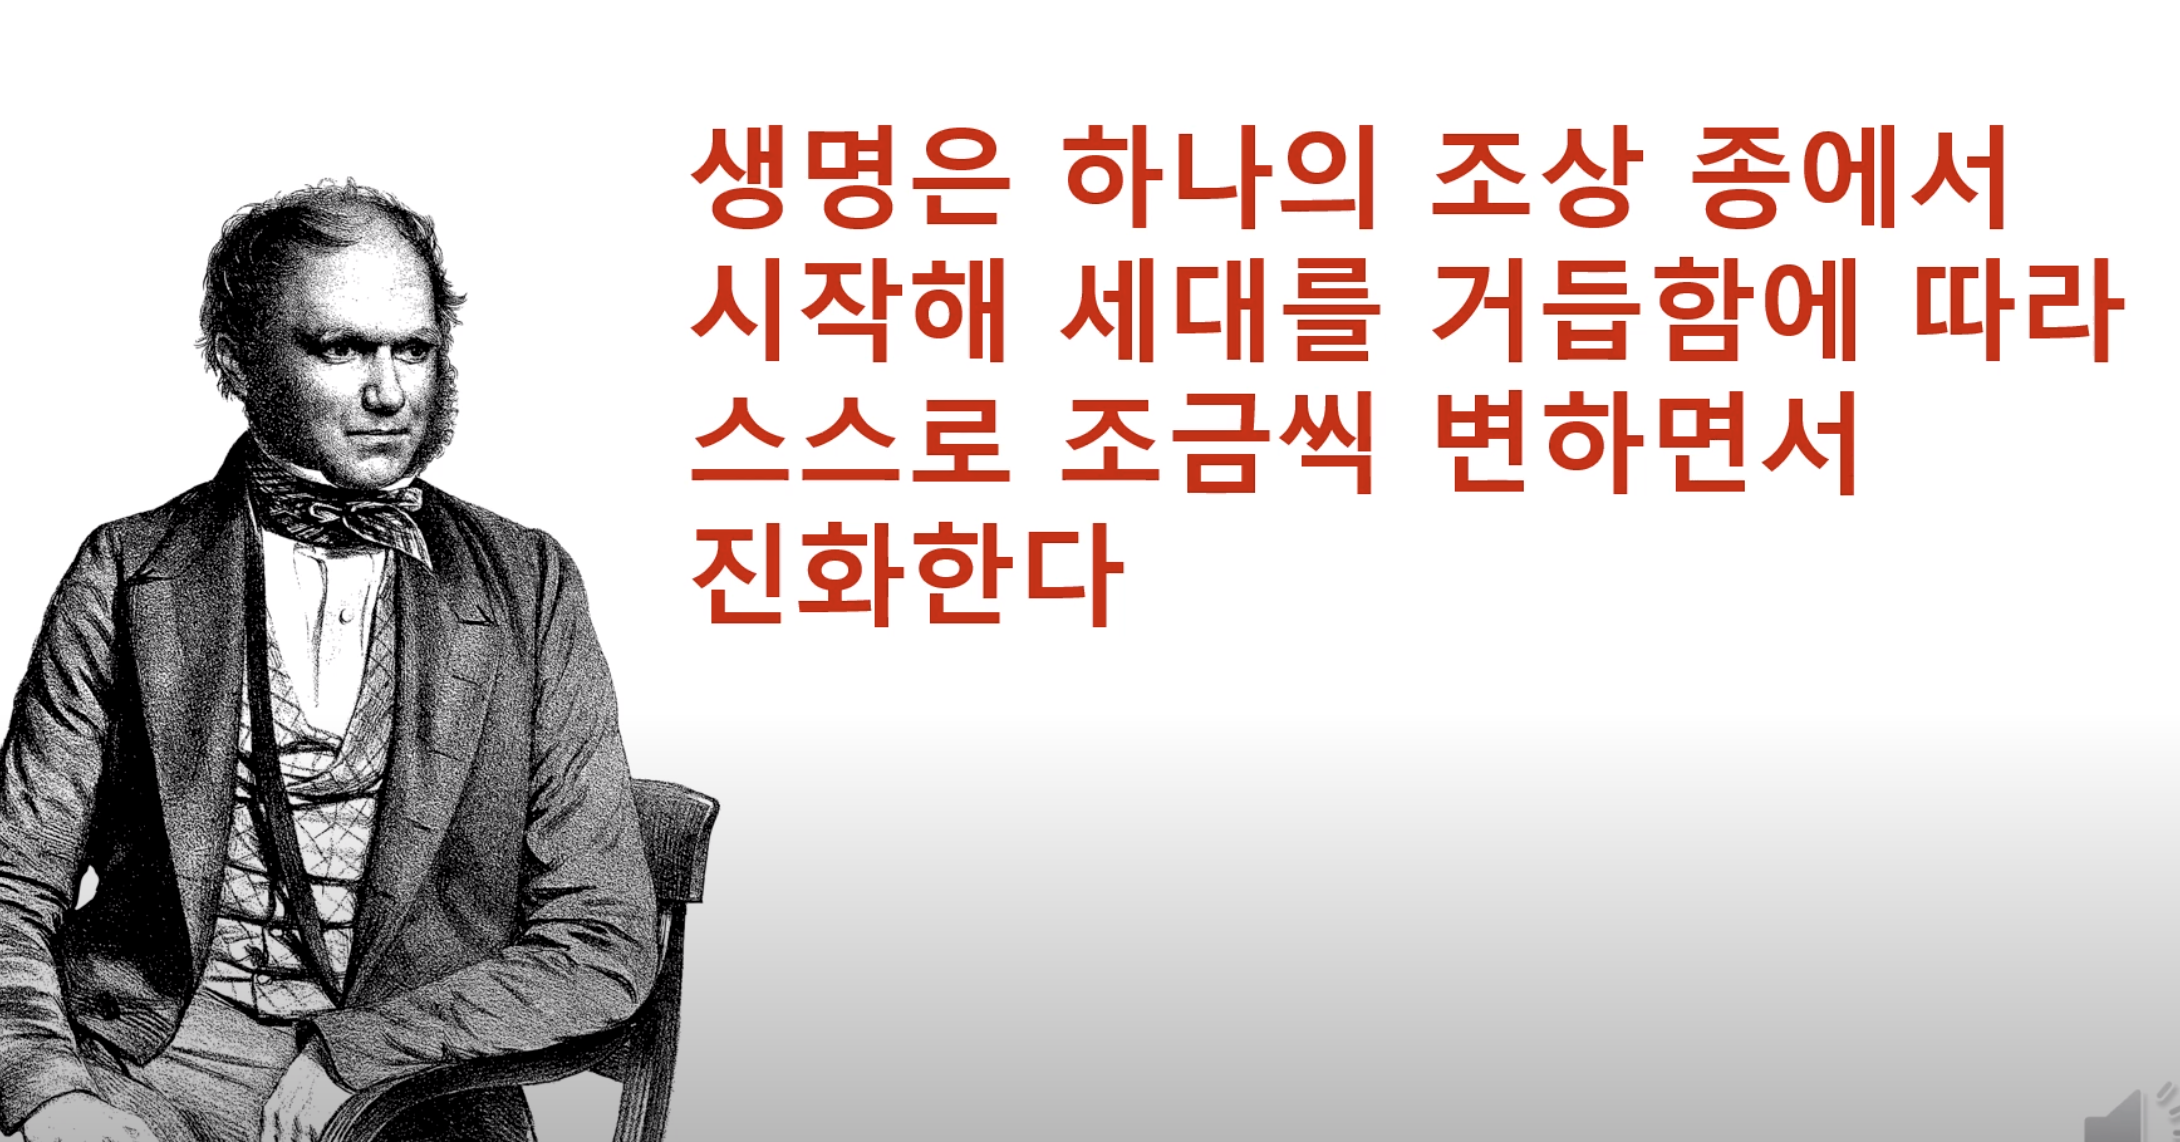 생명은 하나의 조상 종에서
시작해 세대를 거듭함에 따라
스스로 조금씩 변하면서
진화한다